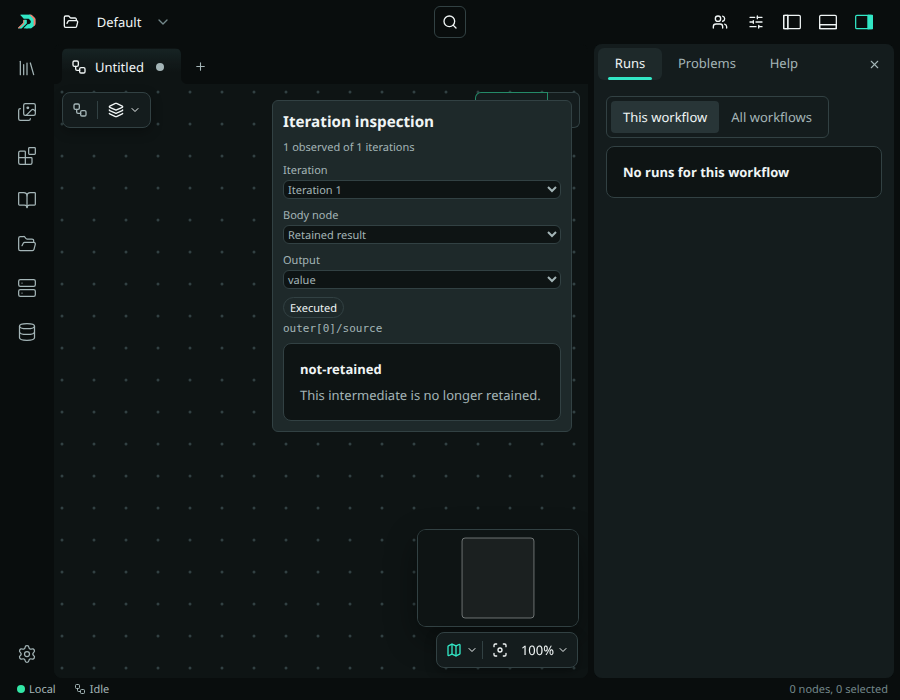 Default
Untitled
Runs
Problems
Help
This workflow
All workflows
No runs for this workflow
Iteration inspection
1 observed of 1 iterations
Iteration
Iteration 1
Body node
Retained result
Output
value
Executed
outer[0]/source
not-retained
This intermediate is no longer retained.
100%
Local
Idle
0 nodes, 0 selected